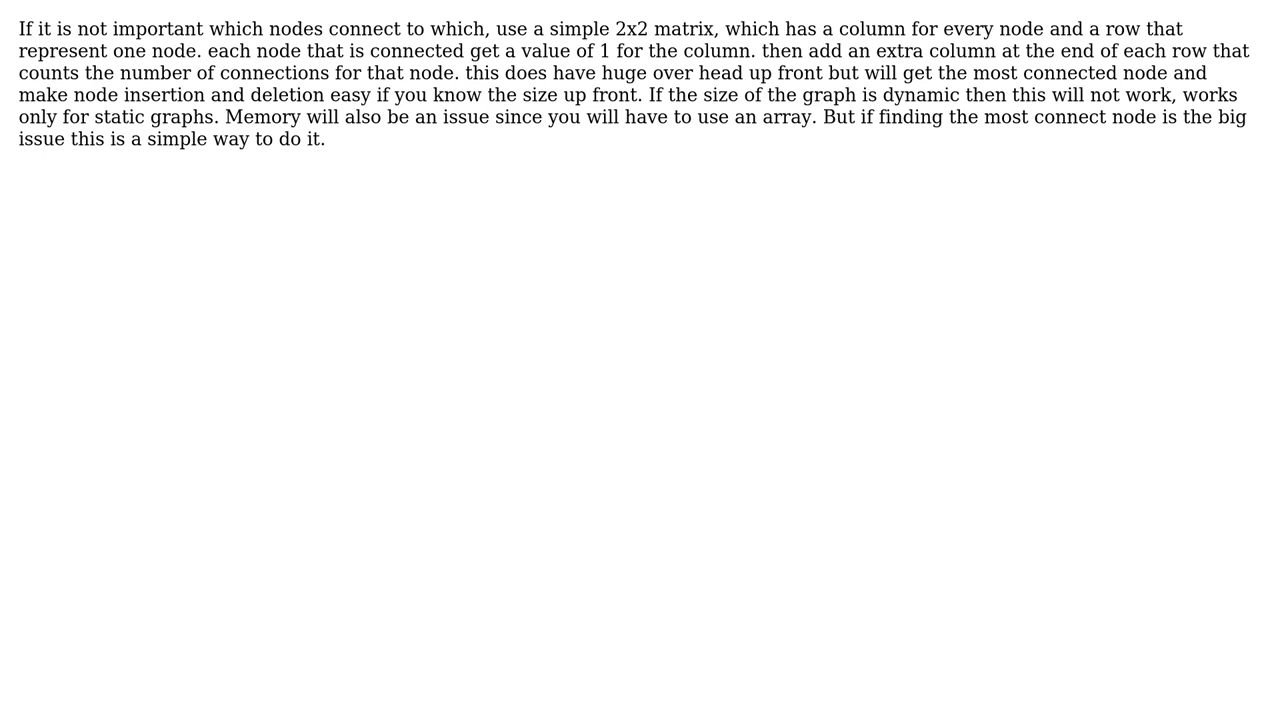 If it is not important which nodes connect to which, use a simple 2x2 matrix, which has a column for every node and a row that
represent one node. each node that is connected get a value of 1 for the column. then add an extra column at the end of each row that
counts the number of connections for that node. this does have huge over head up front but will get the most connected node and
make node insertion and deletion easy if you know the size up front. If the size of the graph is dynamic then this will not work, works
only for static graphs. Memory will also be an issue since you will have to use an array. But if finding the most connect node is the big
issue this is a simple way to do it.